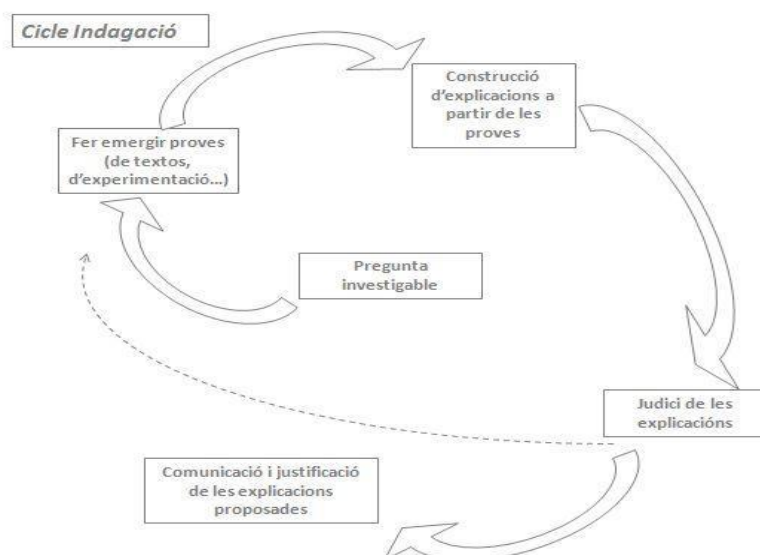 Cicle Indagació
Construcció
d'explicacions a
partir de les
proves
Fer emergir proves
(de textos,
d'experimentació...)
Pregunta
investigable
Judici de les
explicacións
Comunicació i justificació
de les explicacions
proposades